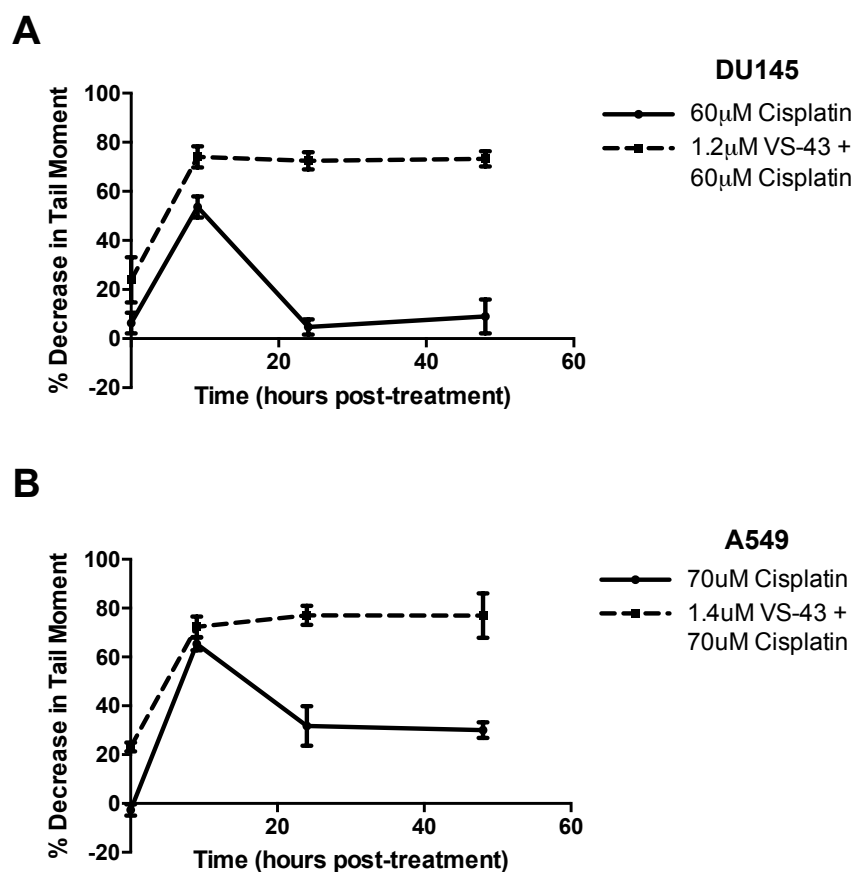 A
DU145
60μM Cisplatin
1.2μM VS-43 +
60μM Cisplatin
% Decrease in Tail Moment
100
80
60
40
20
0
-20
20
40
60
Time (hours post-treatment)
B
A549
70uM Cisplatin
1.4uM VS-43 +
70uM Cisplatin
% Decrease in Tail Moment
100
80
60
40
20
0
-20
20
40
60
Time (hours post-treatment)